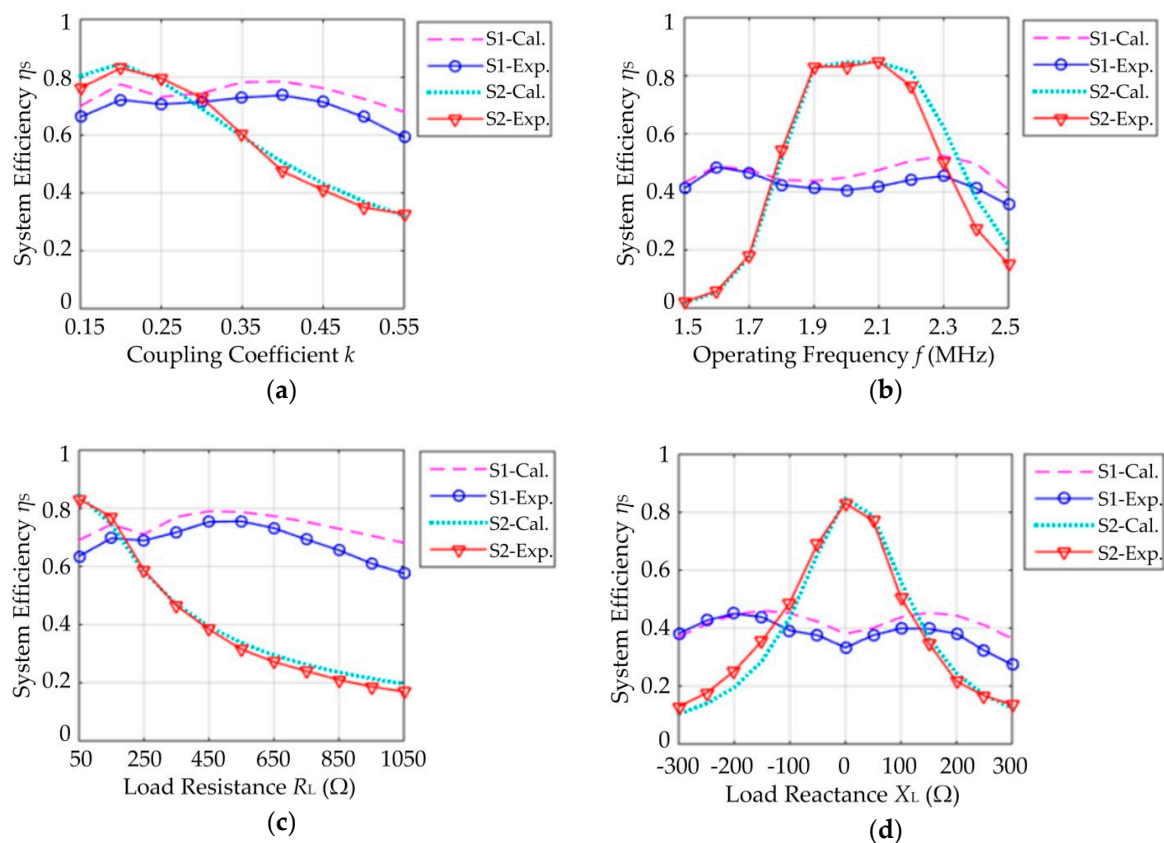 1
0.8
0.6
0.4
0.2
0
System Efficiency ηS
0.15 0.25 0.35 0.45 0.55
Coupling Coefficient k
S1-Cal.
S1-Exp.
S2-Cal.
S2-Exp.
(a)
1
0.8
0.6
0.4
0.2
0
System Efficiency ηS
1.5 1.7 1.9 2.1 2.3 2.5
Operating Frequency f (MHz)
S1-Cal.
S1-Exp.
S2-Cal.
S2-Exp.
(b)
1
0.8
0.6
0.4
0.2
0
System Efficiency ηS
50 250 450 650 850 1050
Load Resistance RL (Ω)
S1-Cal.
S1-Exp.
S2-Cal.
S2-Exp.
(c)
1
0.8
0.6
0.4
0.2
0
System Efficiency ηS
-300 -200 -100 0 100 200 300
Load Reactance XL (Ω)
S1-Cal.
S1-Exp.
S2-Cal.
S2-Exp.
(d)